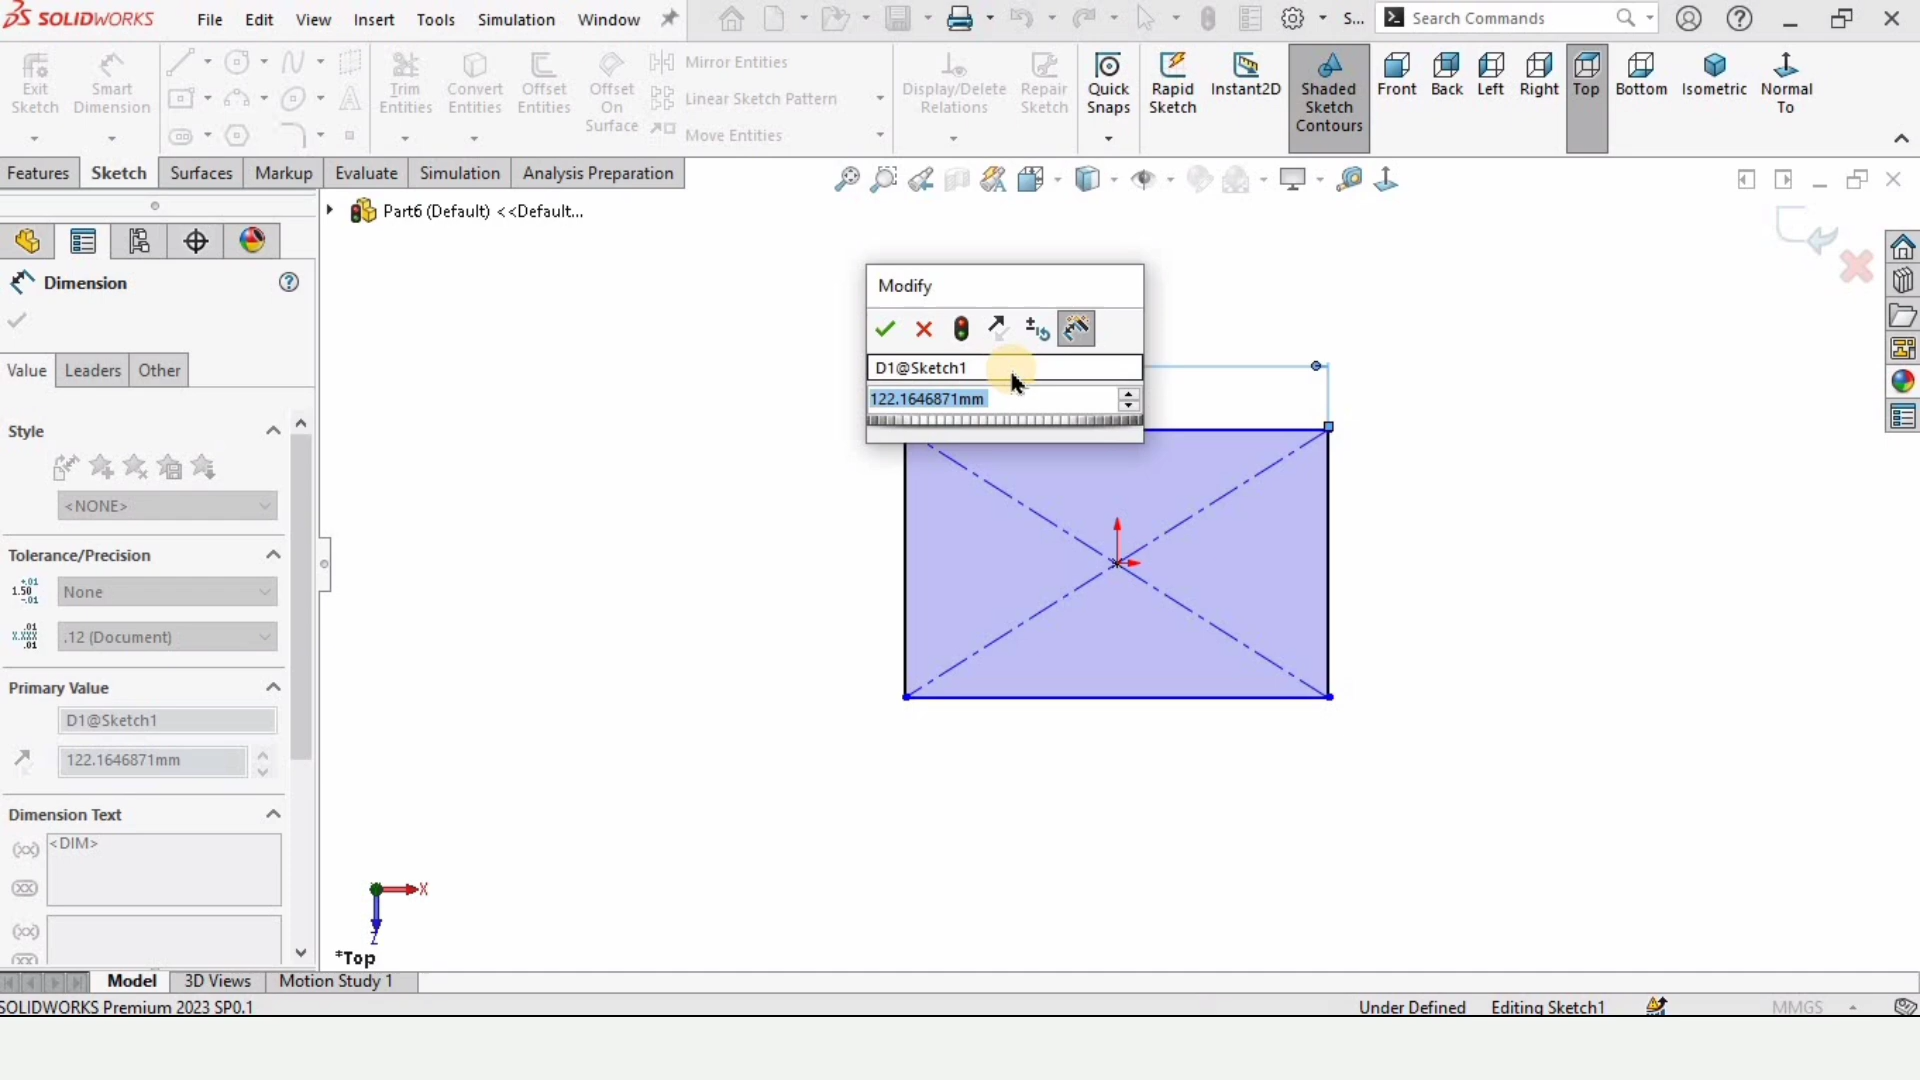 SOLIDWORKS File Edit View Insert Tools Simulation Window S... Search Commands
Exit Sketch
Smart Dimension
Trim Entities
Convert Entities
Offset Entities
Offset On Surface
Mirror Entities
Linear Sketch Pattern
Move Entities
Display/Delete Relations
Repair Sketch
Quick Snaps
Rapid Sketch
Instant2D
Shaded Sketch Contours
Front Back Left Right Top Bottom Isometric Normal To
Features Sketch Surfaces Markup Evaluate Simulation Analysis Preparation
Part6 (Default) <<Default...
Dimension
Value Leaders Other
Style
<NONE>
Tolerance/Precision
None
.12 (Document)
Primary Value
D1@Sketch1
122.1646871mm
Dimension Text
<DIM>
Modify
D1@Sketch1
122.1646871mm
X
Z
*Top
Model 3D Views Motion Study 1
SOLIDWORKS Premium 2023 SP0.1 Under Defined Editing Sketch1 MMGS